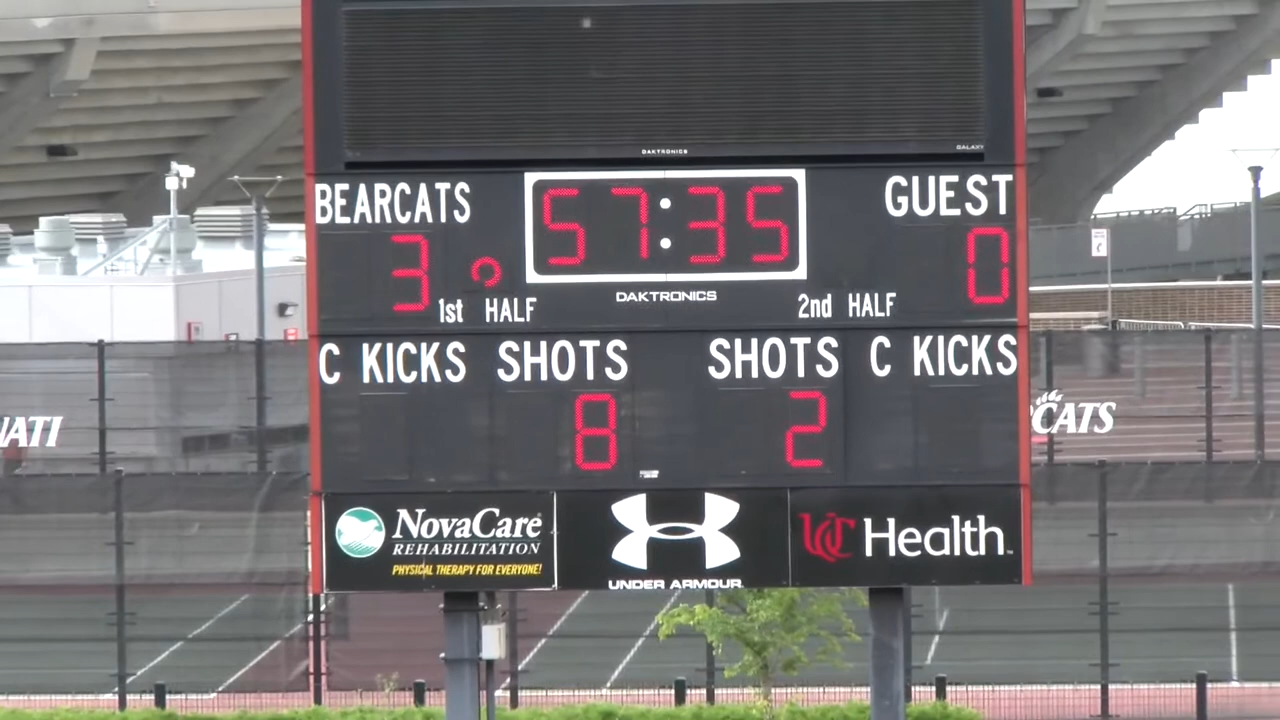 DAKTRONICS
GALAXY
BEARCATS
57:35
GUEST
3
0
DAKTRONICS
1st HALF
2nd HALF
C KICKS
SHOTS
SHOTS
C KICKS
8
2
NovaCare
REHABILITATION
PHYSICAL THERAPY FOR EVERYONE!
UNDER ARMOUR
UC Health
CATS